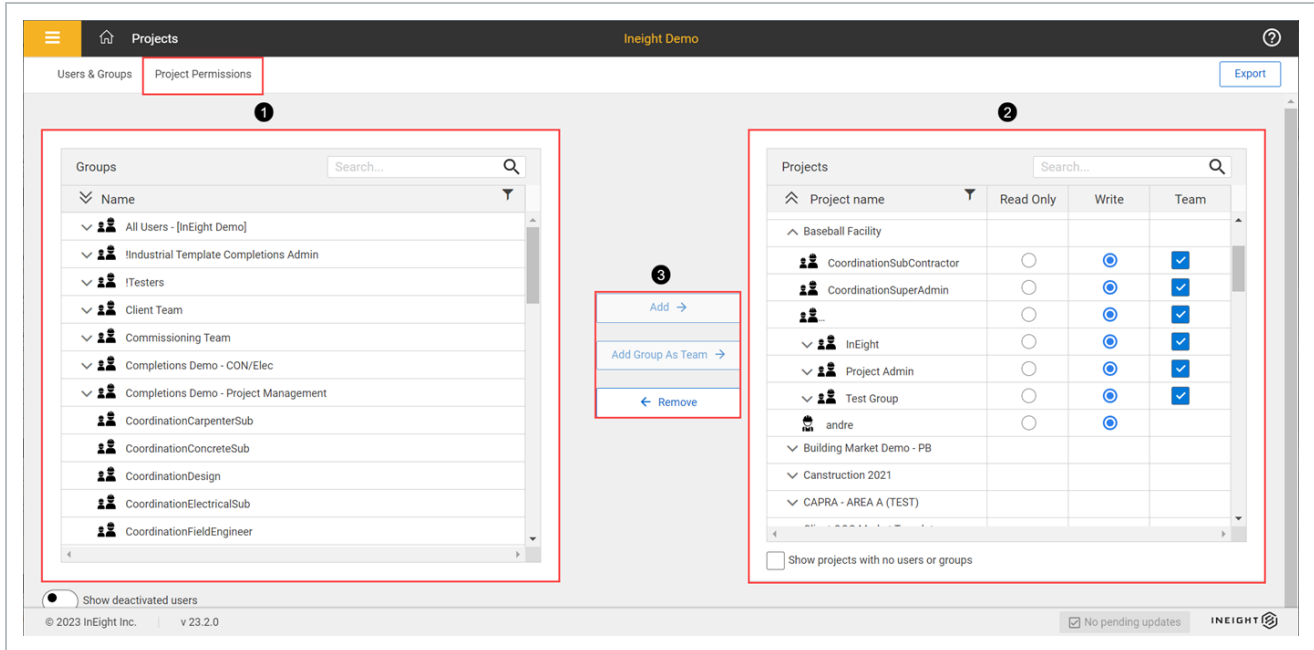 Projects
Ineight Demo
Users & Groups
Project Permissions
Export
1
2
Groups
Search...
Name
All Users - [InEight Demo]
!Industrial Template Completions Admin
!Testers
Client Team
Commissioning Team
Completions Demo - CON/Elec
Completions Demo - Project Management
CoordinationCarpenterSub
CoordinationConcreteSub
CoordinationDesign
CoordinationElectricalSub
CoordinationFieldEngineer
Show deactivated users
3
Add
Add Group As Team
Remove
Projects
Search...
Project name Read Only Write Team
Baseball Facility
CoordinationSubContractor
CoordinationSuperAdmin
...
InEight
Project Admin
Test Group
andre
Building Market Demo - PB
Canstruction 2021
CAPRA - AREA A (TEST)
Show projects with no users or groups
© 2023 InEight Inc. v 23.2.0
No pending updates
INEIGHT